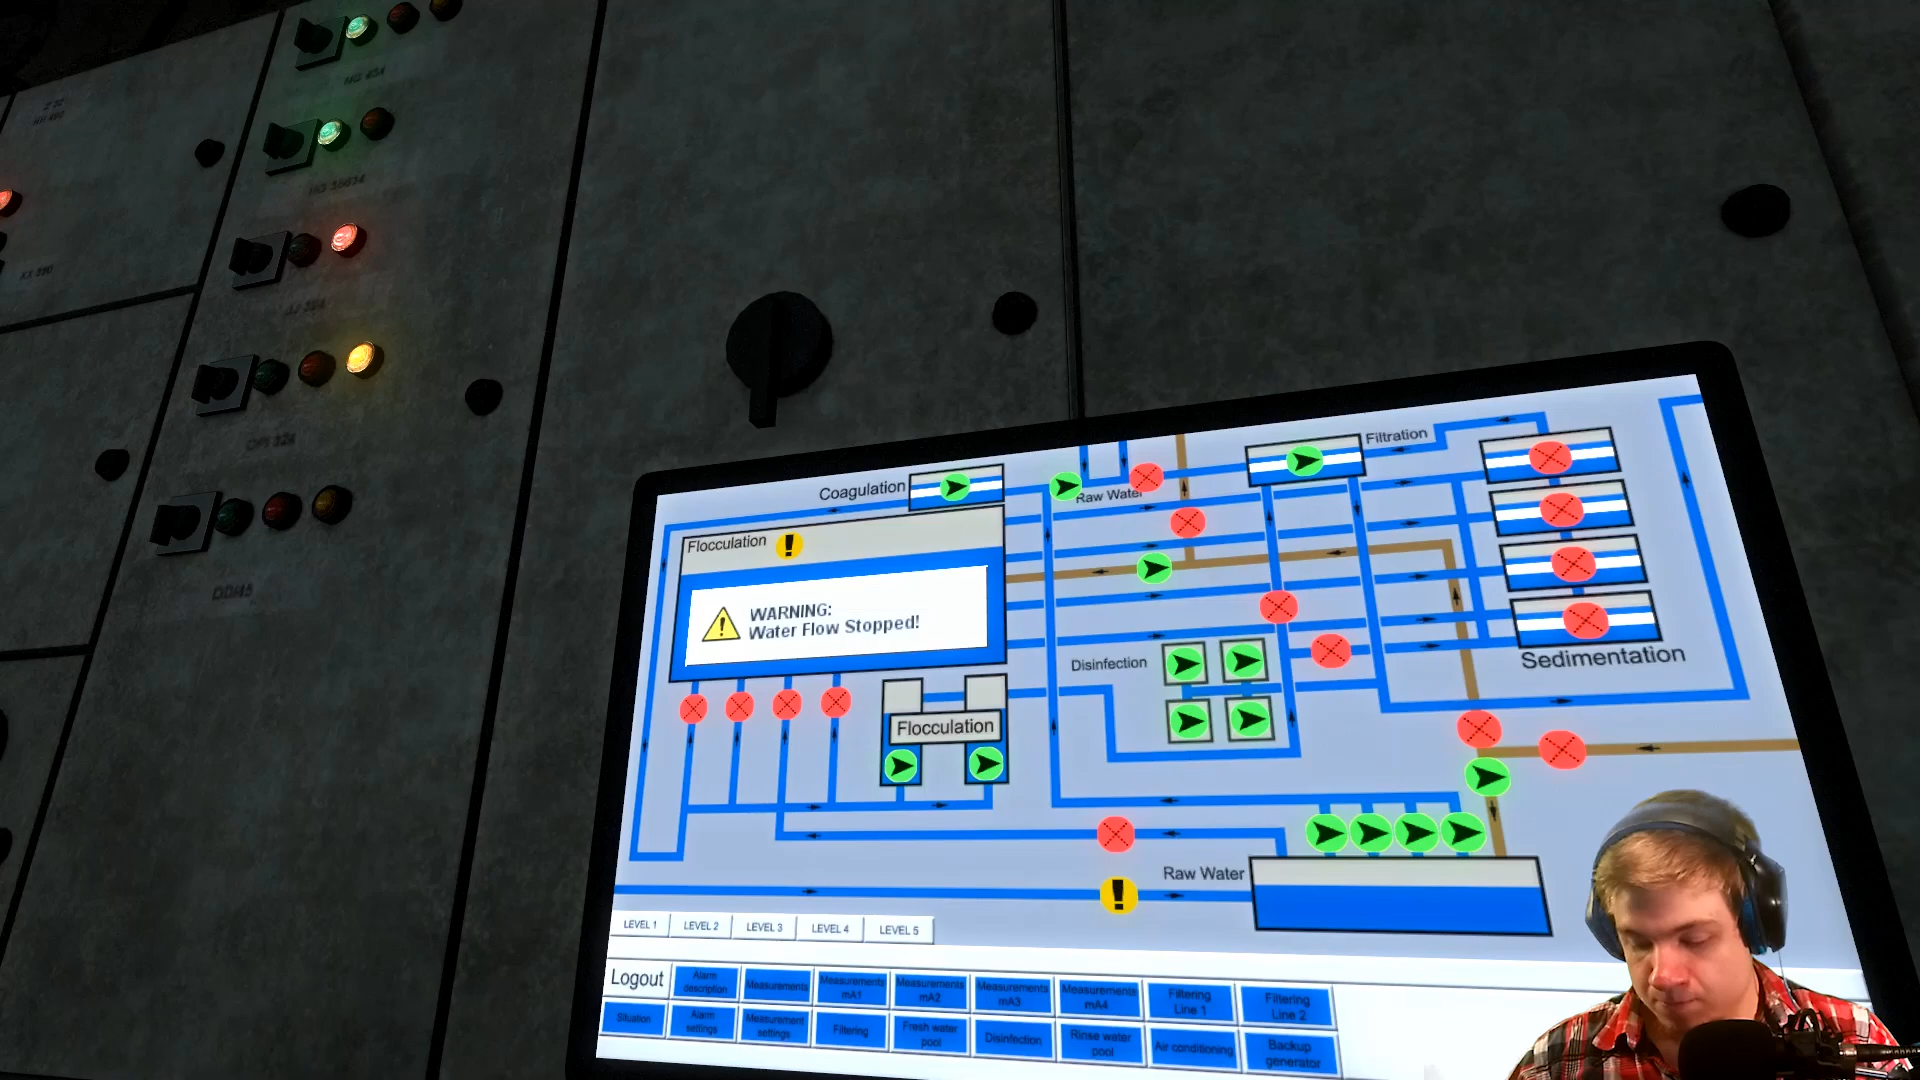 Coagulation
Raw Water
Filtration
Flocculation
!
WARNING:
Water Flow Stopped!
Disinfection
Sedimentation
Flocculation
Raw Water
!
LEVEL 1
LEVEL 2
LEVEL 3
LEVEL 4
LEVEL 5
Logout
Alarm
description
Measurements
Measurements
mA1
Measurements
mA2
Measurements
mA3
Measurements
mA4
Filtering
Line 1
Filtering
Line 2
Situation
Alarm
settings
Measurement
settings
Filtering
Fresh water
pool
Disinfection
Rinse water
pool
Air conditioning
Backup
generator